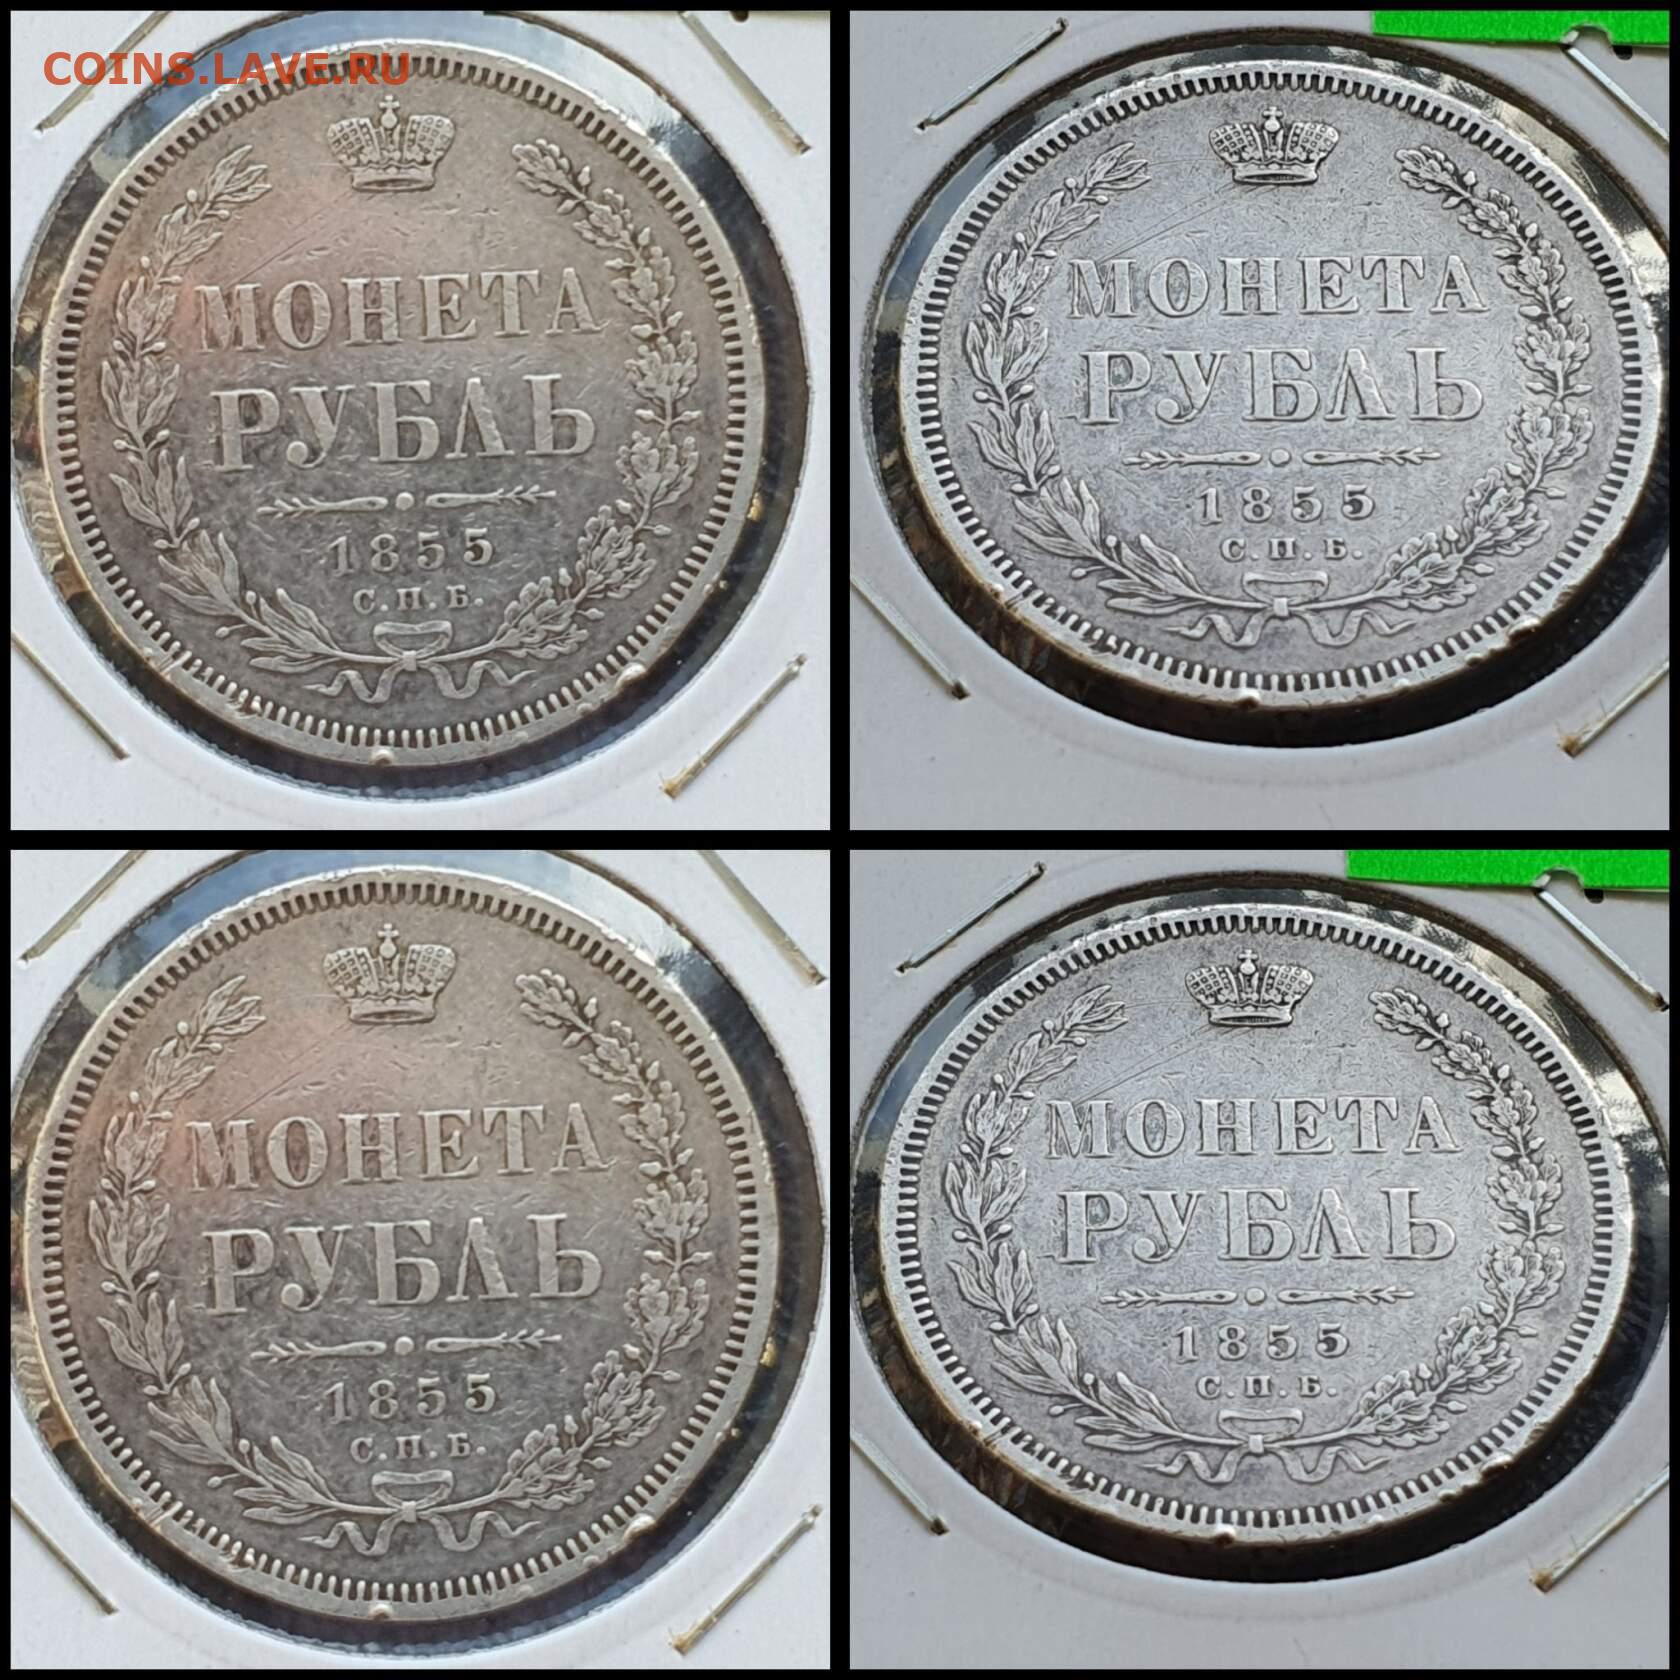 COINS.LAVE.RU
МОНЕТА
РУБЛЬ
1855
С.П.Б.
МОНЕТА
РУБЛЬ
1855
С.П.Б.
МОНЕТА
РУБЛЬ
1855
С.П.Б.
МОНЕТА
РУБЛЬ
1855
С.П.Б.